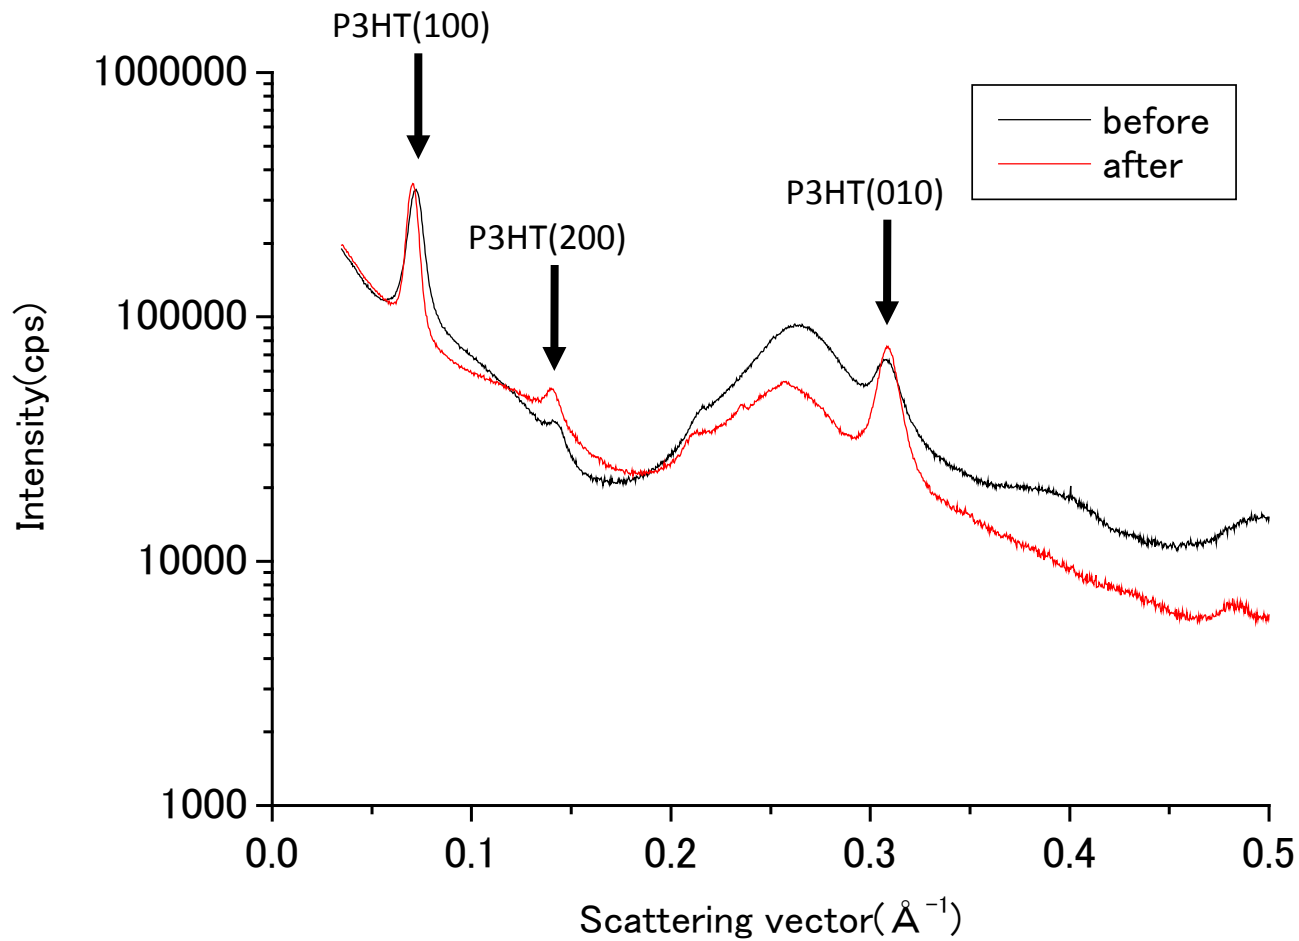 P3HT(100)
1000000
before
after
P3HT(010)
P3HT(200)
100000
Intensity(cps)
10000
1000
0.0 0.1 0.2 0.3 0.4 0.5
Scattering vector(Å⁻¹)